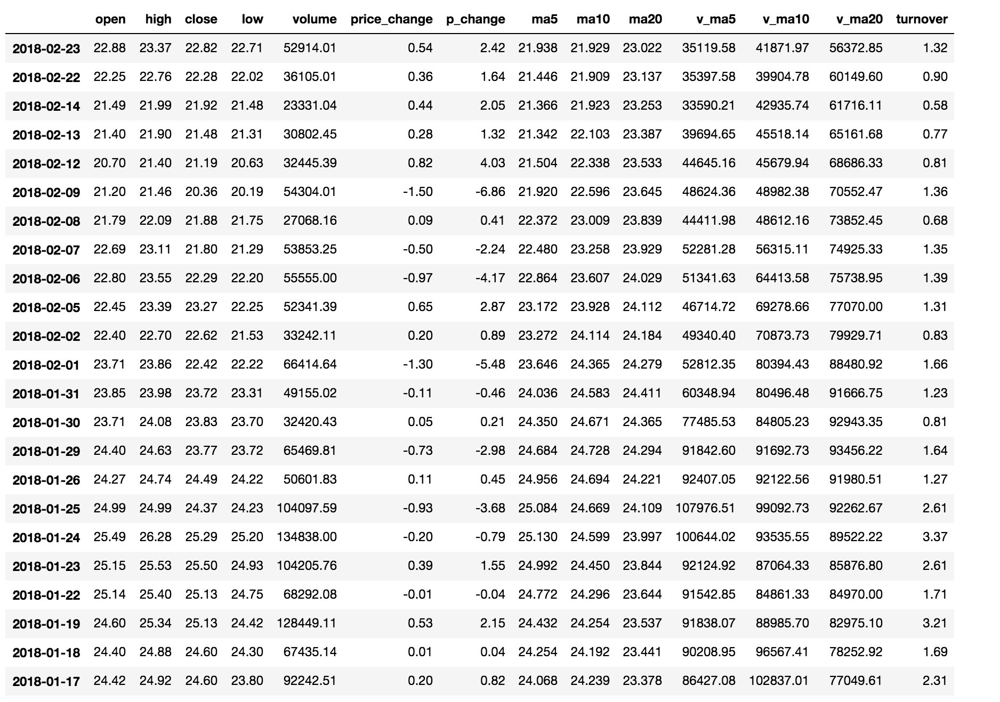 open high close low volume price_change p_change ma5 ma10 ma20 v_ma5 v_ma10 v_ma20 turnover
2018-02-23 22.88 23.37 22.82 22.71 52914.01 0.54 2.42 21.938 21.929 23.022 35119.58 41871.97 56372.85 1.32
2018-02-22 22.25 22.76 22.28 22.02 36105.01 0.36 1.64 21.446 21.909 23.137 35397.58 39904.78 60149.60 0.90
2018-02-14 21.49 21.99 21.92 21.48 23331.04 0.44 2.05 21.366 21.923 23.253 33590.21 42935.74 61716.11 0.58
2018-02-13 21.40 21.90 21.48 21.31 30802.45 0.28 1.32 21.342 22.103 23.387 39694.65 45518.14 65161.68 0.77
2018-02-12 20.70 21.40 21.19 20.63 32445.39 0.82 4.03 21.504 22.338 23.533 44645.16 45679.94 68686.33 0.81
2018-02-09 21.20 21.46 20.36 20.19 54304.01 -1.50 -6.86 21.920 22.596 23.645 48624.36 48982.38 70552.47 1.36
2018-02-08 21.79 22.09 21.88 21.75 27068.16 0.09 0.41 22.372 23.009 23.839 44411.98 48612.16 73852.45 0.68
2018-02-07 22.69 23.11 21.80 21.29 53853.25 -0.50 -2.24 22.480 23.258 23.929 52281.28 56315.11 74925.33 1.35
2018-02-06 22.80 23.55 22.29 22.20 55555.00 -0.97 -4.17 22.864 23.607 24.029 51341.63 64413.58 75738.95 1.39
2018-02-05 22.45 23.39 23.27 22.25 52341.39 0.65 2.87 23.172 23.928 24.112 46714.72 69278.66 77070.00 1.31
2018-02-02 22.40 22.70 22.62 21.53 33242.11 0.20 0.89 23.272 24.114 24.184 49340.40 70873.73 79929.71 0.83
2018-02-01 23.71 23.86 22.42 22.22 66414.64 -1.30 -5.48 23.646 24.365 24.279 52812.35 80394.43 88480.92 1.66
2018-01-31 23.85 23.98 23.72 23.31 49155.02 -0.11 -0.46 24.036 24.583 24.411 60348.94 80496.48 91666.75 1.23
2018-01-30 23.71 24.08 23.83 23.70 32420.43 0.05 0.21 24.350 24.671 24.365 77485.53 84805.23 92943.35 0.81
2018-01-29 24.40 24.63 23.77 23.72 65469.81 -0.73 -2.98 24.684 24.728 24.294 91842.60 91692.73 93456.22 1.64
2018-01-26 24.27 24.74 24.49 24.22 50601.83 0.11 0.45 24.956 24.694 24.221 92407.05 92122.56 91980.51 1.27
2018-01-25 24.99 24.99 24.37 24.23 104097.59 -0.93 -3.68 25.084 24.669 24.109 107976.51 99092.73 92262.67 2.61
2018-01-24 25.49 26.28 25.29 25.20 134838.00 -0.20 -0.79 25.130 24.599 23.997 100644.02 93535.55 89522.22 3.37
2018-01-23 25.15 25.53 25.50 24.93 104205.76 0.39 1.55 24.992 24.450 23.844 92124.92 87064.33 85876.80 2.61
2018-01-22 25.14 25.40 25.13 24.75 68292.08 -0.01 -0.04 24.772 24.296 23.644 91542.85 84861.33 84970.00 1.71
2018-01-19 24.60 25.34 25.13 24.42 128449.11 0.53 2.15 24.432 24.254 23.537 91838.07 88985.70 82975.10 3.21
2018-01-18 24.40 24.88 24.60 24.30 67435.14 0.01 0.04 24.254 24.192 23.441 90208.95 96567.41 78252.92 1.69
2018-01-17 24.42 24.92 24.60 23.80 92242.51 0.20 0.82 24.068 24.239 23.378 86427.08 102837.01 77049.61 2.31